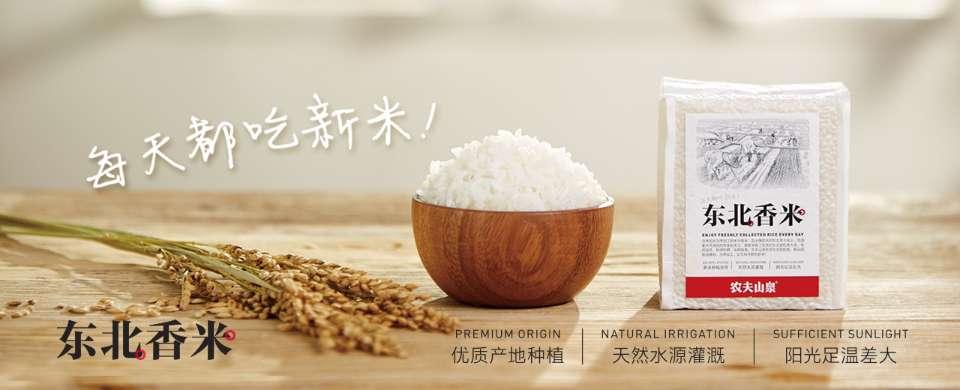 每天都吃新米!
东北香米
ENJOY FRESHLY COLLECTED RICE EVERY DAY
农夫山泉
东北香米
PREMIUM ORIGIN
优质产地种植
NATURAL IRRIGATION
天然水源灌溉
SUFFICIENT SUNLIGHT
阳光足温差大